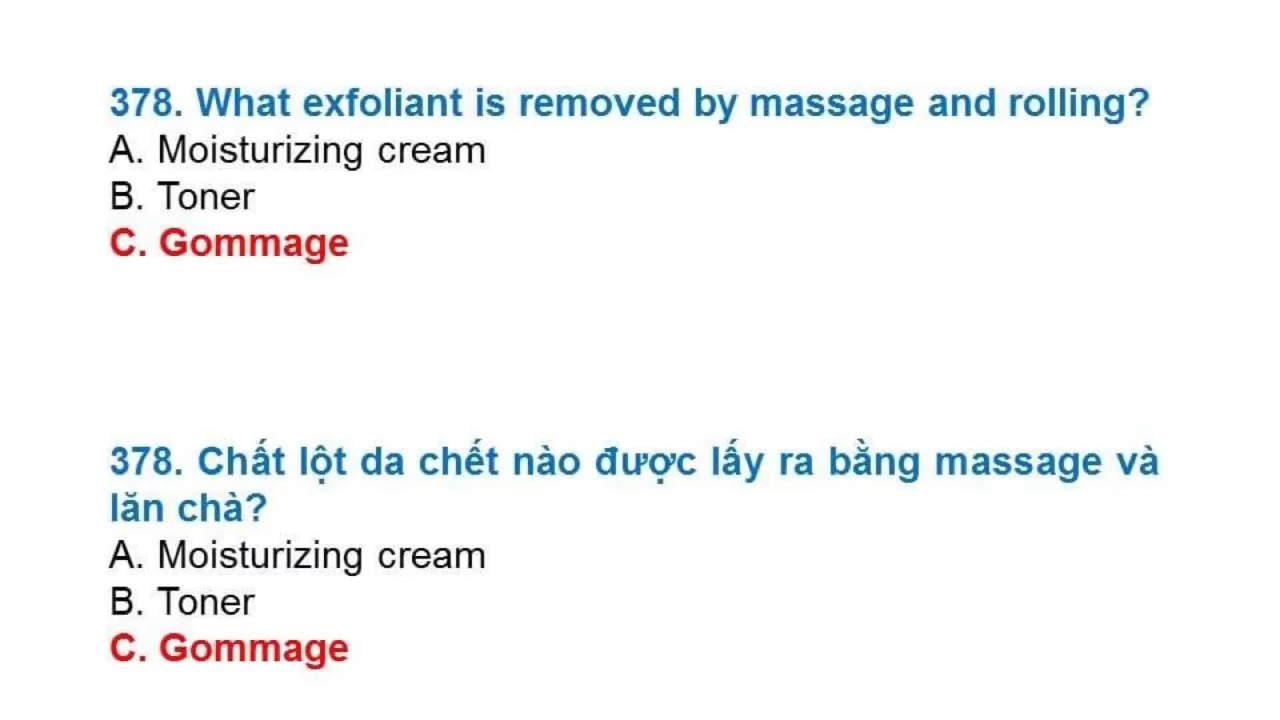 378. What exfoliant is removed by massage and rolling?
A. Moisturizing cream
B. Toner
C. Gommage
378. Chất lột da chết nào được lấy ra bằng massage và
lăn chà?
A. Moisturizing cream
B. Toner
C. Gommage